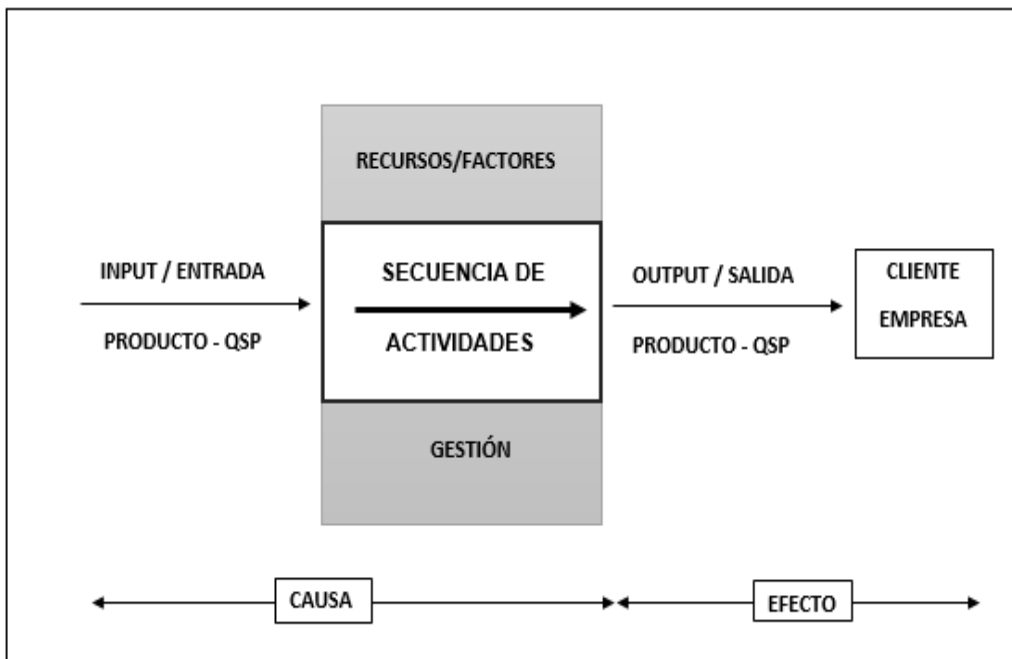 RECURSOS/FACTORES
INPUT / ENTRADA
PRODUCTO - QSP
SECUENCIA DE
ACTIVIDADES
OUTPUT / SALIDA
PRODUCTO - QSP
CLIENTE
EMPRESA
GESTIÓN
CAUSA
EFECTO